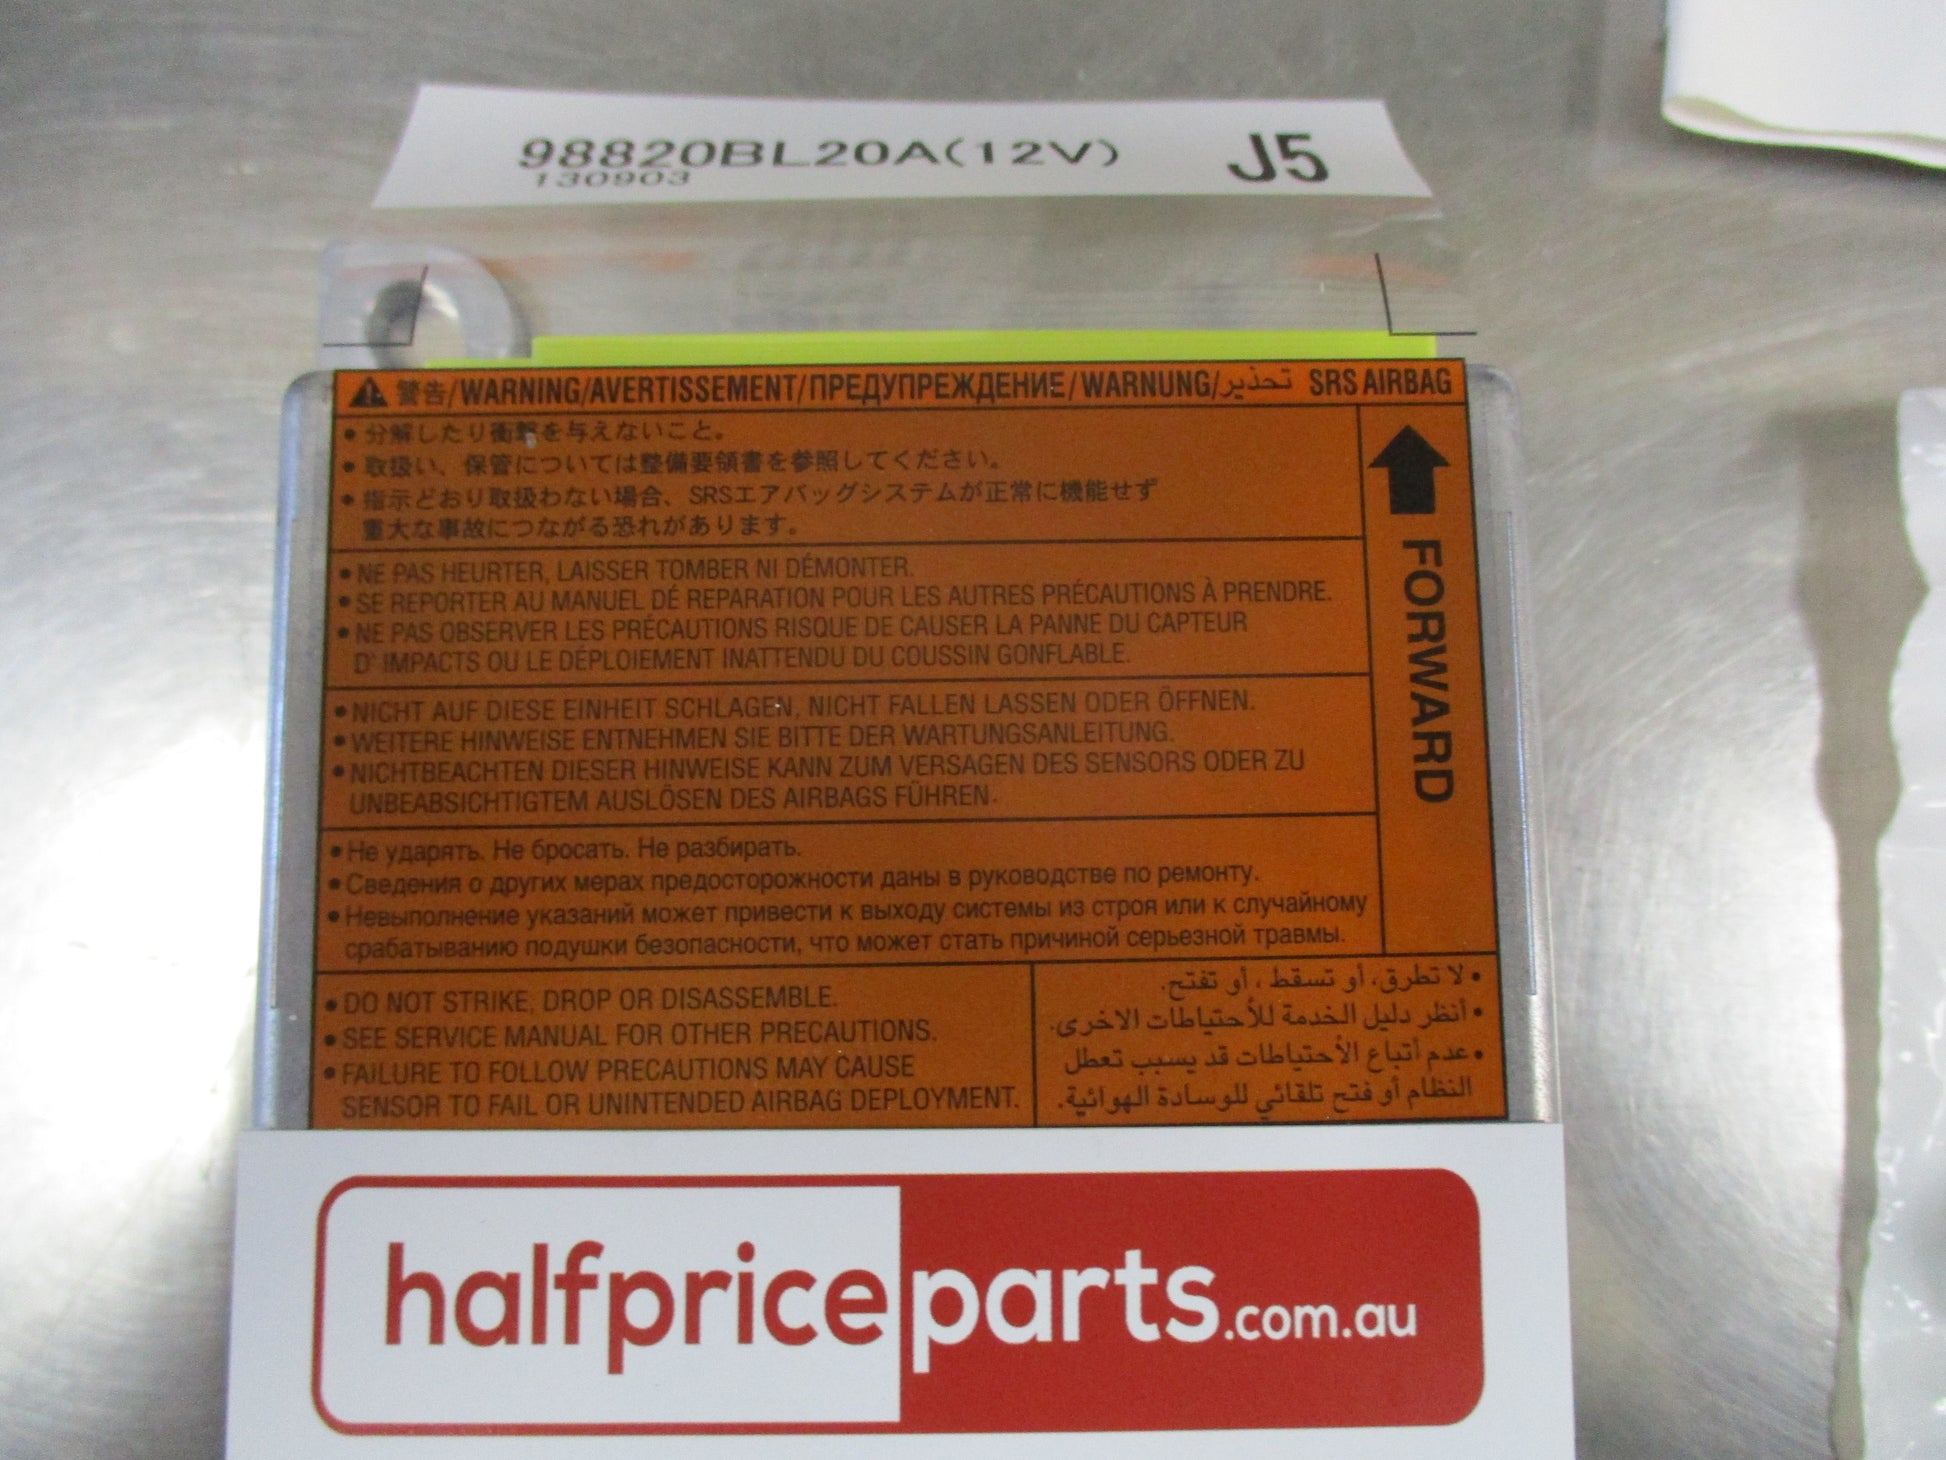 98820BL20A(12V) J5
130903
警告/WARNING/AVERTISSEMENT/ПРЕДУПРЕЖДЕНИЕ/WARNUNG/تحذير SRS AIRBAG
• 分解したり衝撃を与えないこと。
• 取扱い、保管については整備要領書を参照してください。
• 指示どおり取扱わない場合、SRSエアバッグシステムが正常に機能せず
重大な事故につながる恐れがあります。
FORWARD
• NE PAS HEURTER, LAISSER TOMBER NI DÉMONTER.
• SE REPORTER AU MANUEL DÉ REPARATION POUR LES AUTRES PRÉCAUTIONS À PRENDRE.
• NE PAS OBSERVER LES PRÉCAUTIONS RISQUE DE CAUSER LA PANNE DU CAPTEUR
D' IMPACTS OU LE DÉPLOIEMENT INATTENDU DU COUSSIN GONFLABLE.
• NICHT AUF DIESE EINHEIT SCHLAGEN, NICHT FALLEN LASSEN ODER ÖFFNEN.
• WEITERE HINWEISE ENTNEHMEN SIE BITTE DER WARTUNGSANLEITUNG.
• NICHTBEACHTEN DIESER HINWEISE KANN ZUM VERSAGEN DES SENSORS ODER ZU
UNBEABSICHTIGTEM AUSLÖSEN DES AIRBAGS FÜHREN.
• Не ударять. Не бросать. Не разбирать.
• Сведения о других мерах предосторожности даны в руководстве по ремонту.
• Невыполнение указаний может привести к выходу системы из строя или к случайному
срабатыванию подушки безопасности, что может стать причиной серьезной травмы.
• DO NOT STRIKE, DROP OR DISASSEMBLE.
• SEE SERVICE MANUAL FOR OTHER PRECAUTIONS.
• FAILURE TO FOLLOW PRECAUTIONS MAY CAUSE
SENSOR TO FAIL OR UNINTENDED AIRBAG DEPLOYMENT.
• لا تطرق، أو تسقط ، أو تفتح.
• أنظر دليل الخدمة للأحتياطات الاخرى.
• عدم أتباع الأحتياطات قد يسبب تعطل
النظام أو فتح تلقائي للوسادة الهوائية.
halfpriceparts.com.au